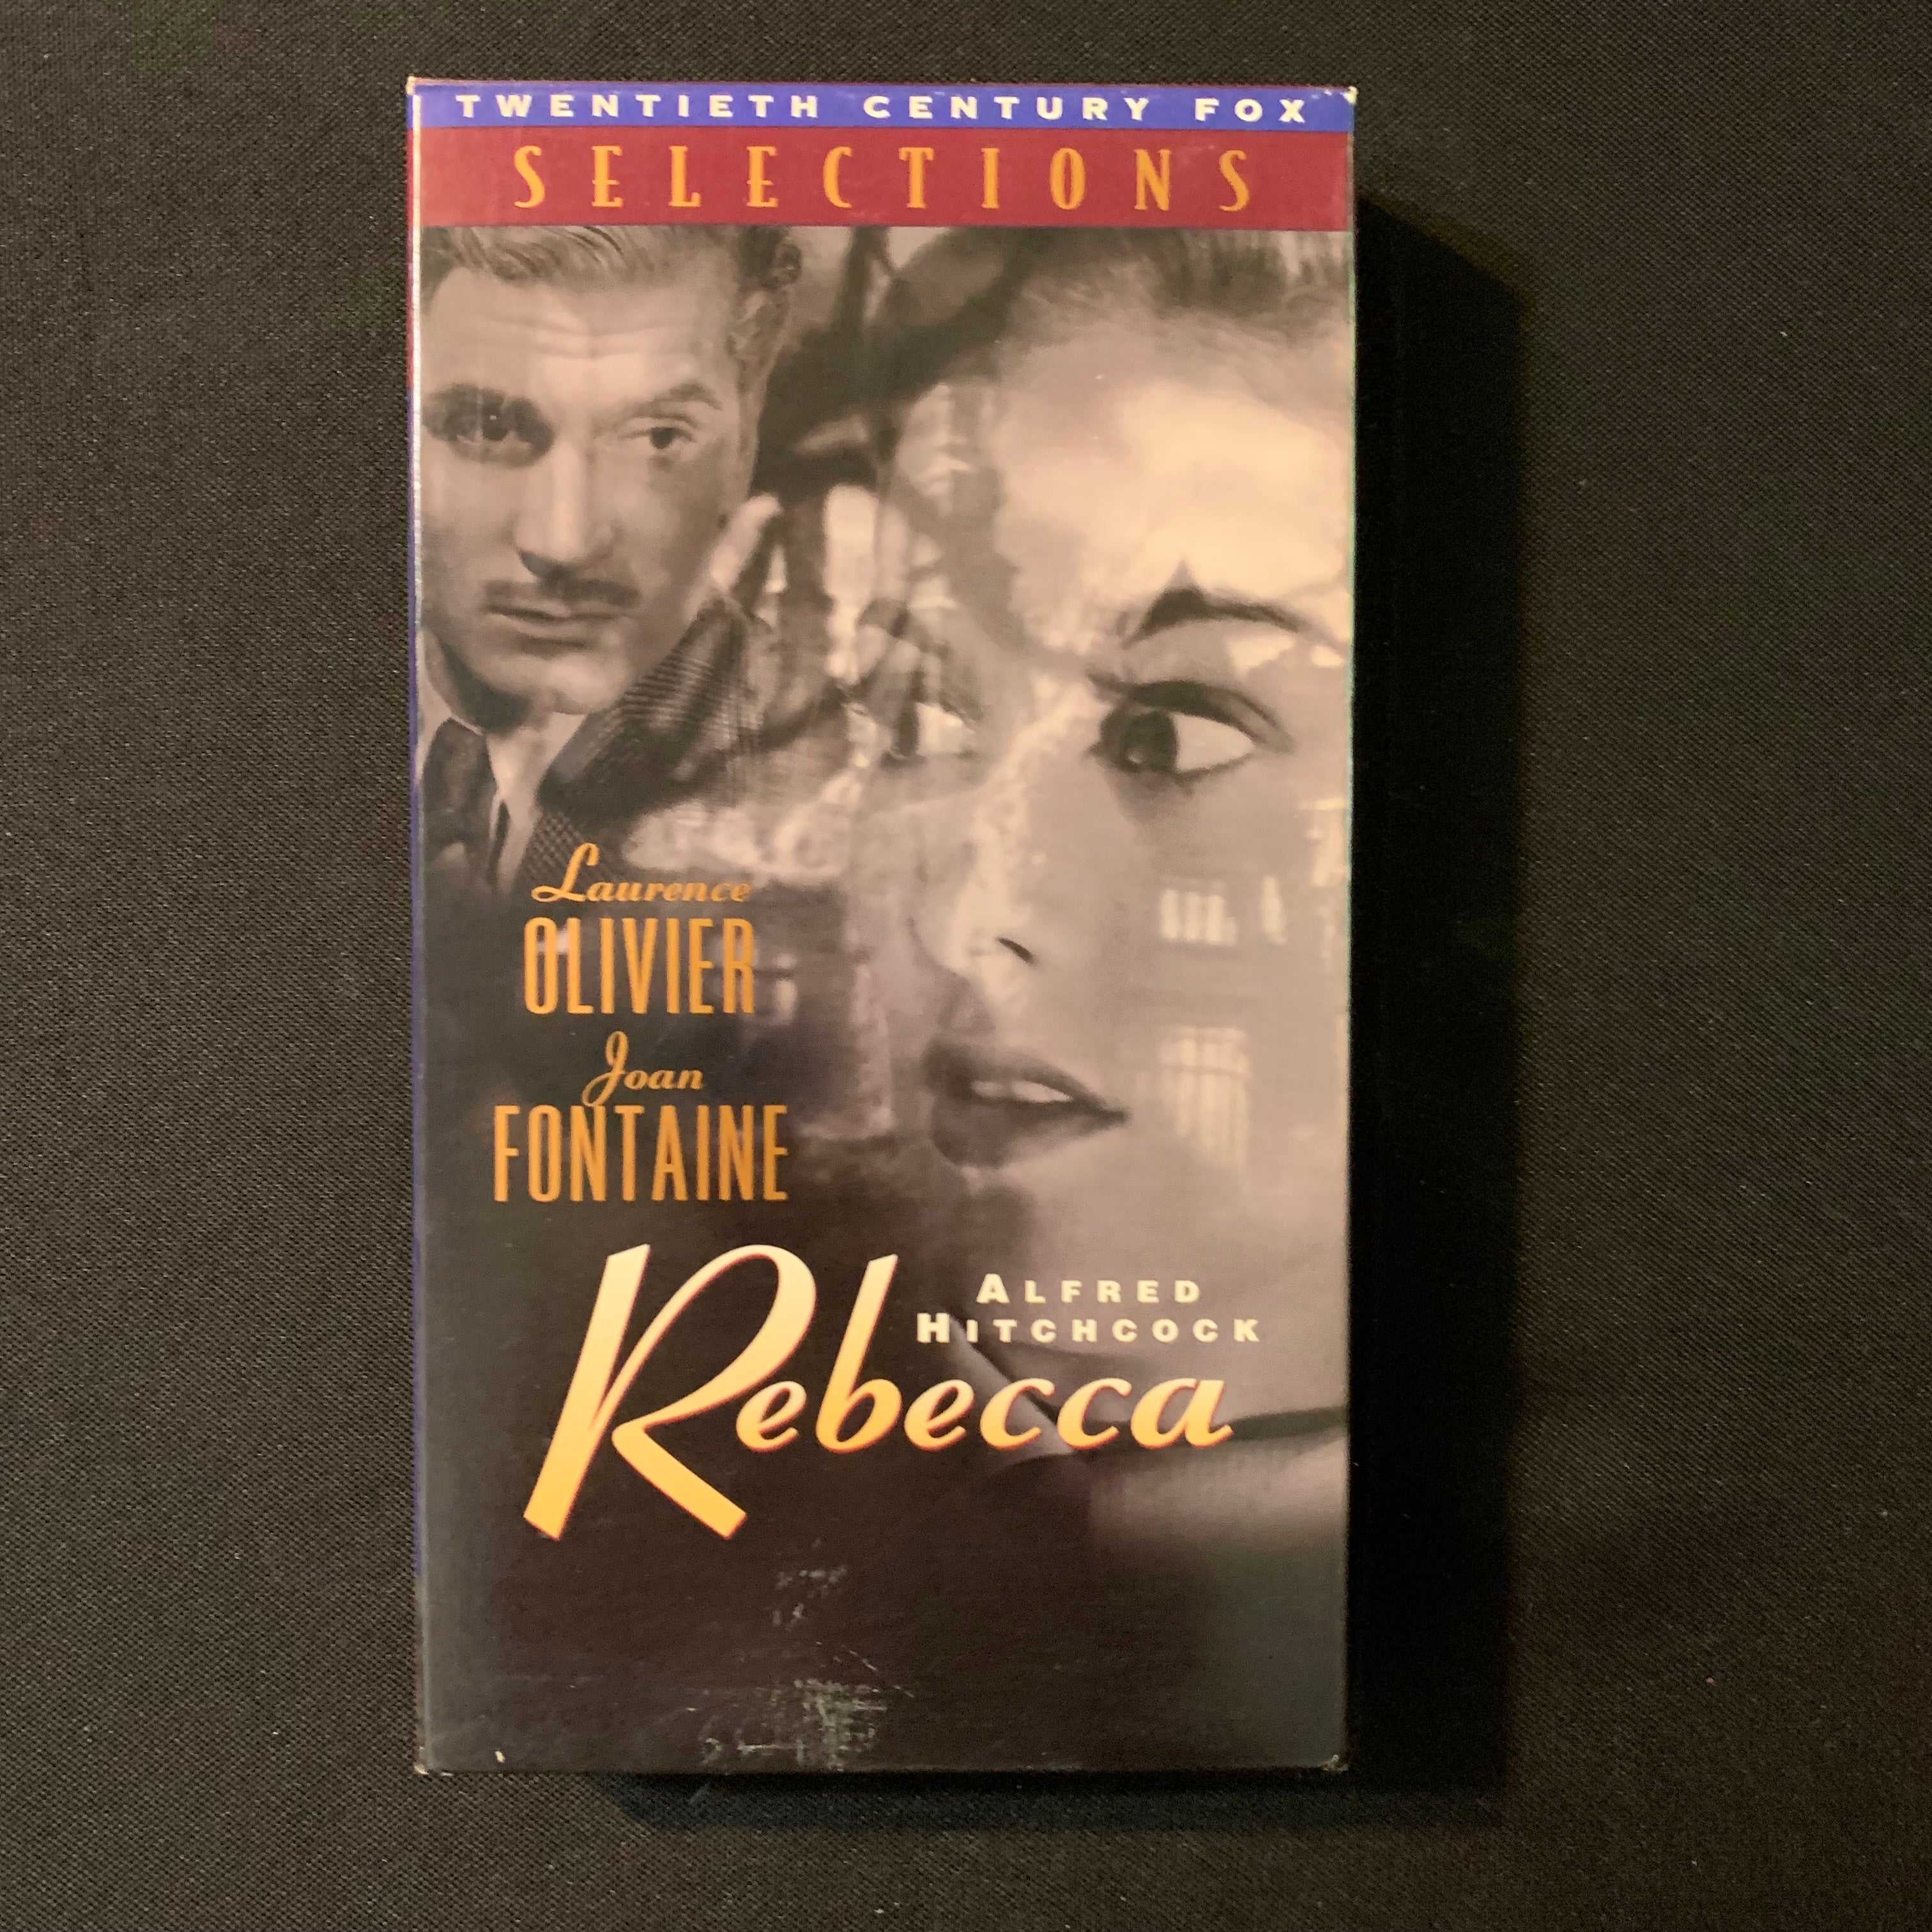 TWENTIETH CENTURY FOX
SELECTIONS
Laurence
OLIVIER
Joan
FONTAINE
ALFRED
HITCHCOCK
Rebecca